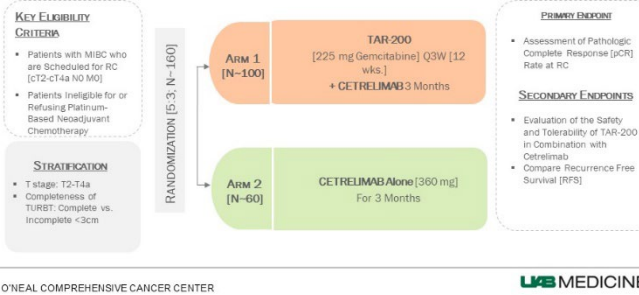 KEY ELIGIBILITY
CRITERIA
▪ Patients with MIBC who
are Scheduled for RC
[cT2-cT4a N0 M0]
▪ Patients Ineligible for or
Refusing Platinum-
Based Neoadjuvant
Chemotherapy
STRATIFICATION
▪ T stage: T2-T4a
▪ Completeness of
TURBT: Complete vs.
Incomplete <3cm
RANDOMIZATION [5:3; N~160]
ARM 1
[N~100]
TAR-200
[225 mg Gemcitabine] Q3W [12
wks.]
+ CETRELIMAB 3 Months
ARM 2
[N~60]
CETRELIMAB Alone [360 mg]
For 3 Months
PRIMARY ENDPOINT
▪ Assessment of Pathologic
Complete Response [pCR]
Rate at RC
SECONDARY ENDPOINTS
▪ Evaluation of the Safety
and Tolerability of TAR-200
in Combination with
Cetrelimab
▪ Compare Recurrence Free
Survival [RFS]
O'NEAL COMPREHENSIVE CANCER CENTER
UAB MEDICINE